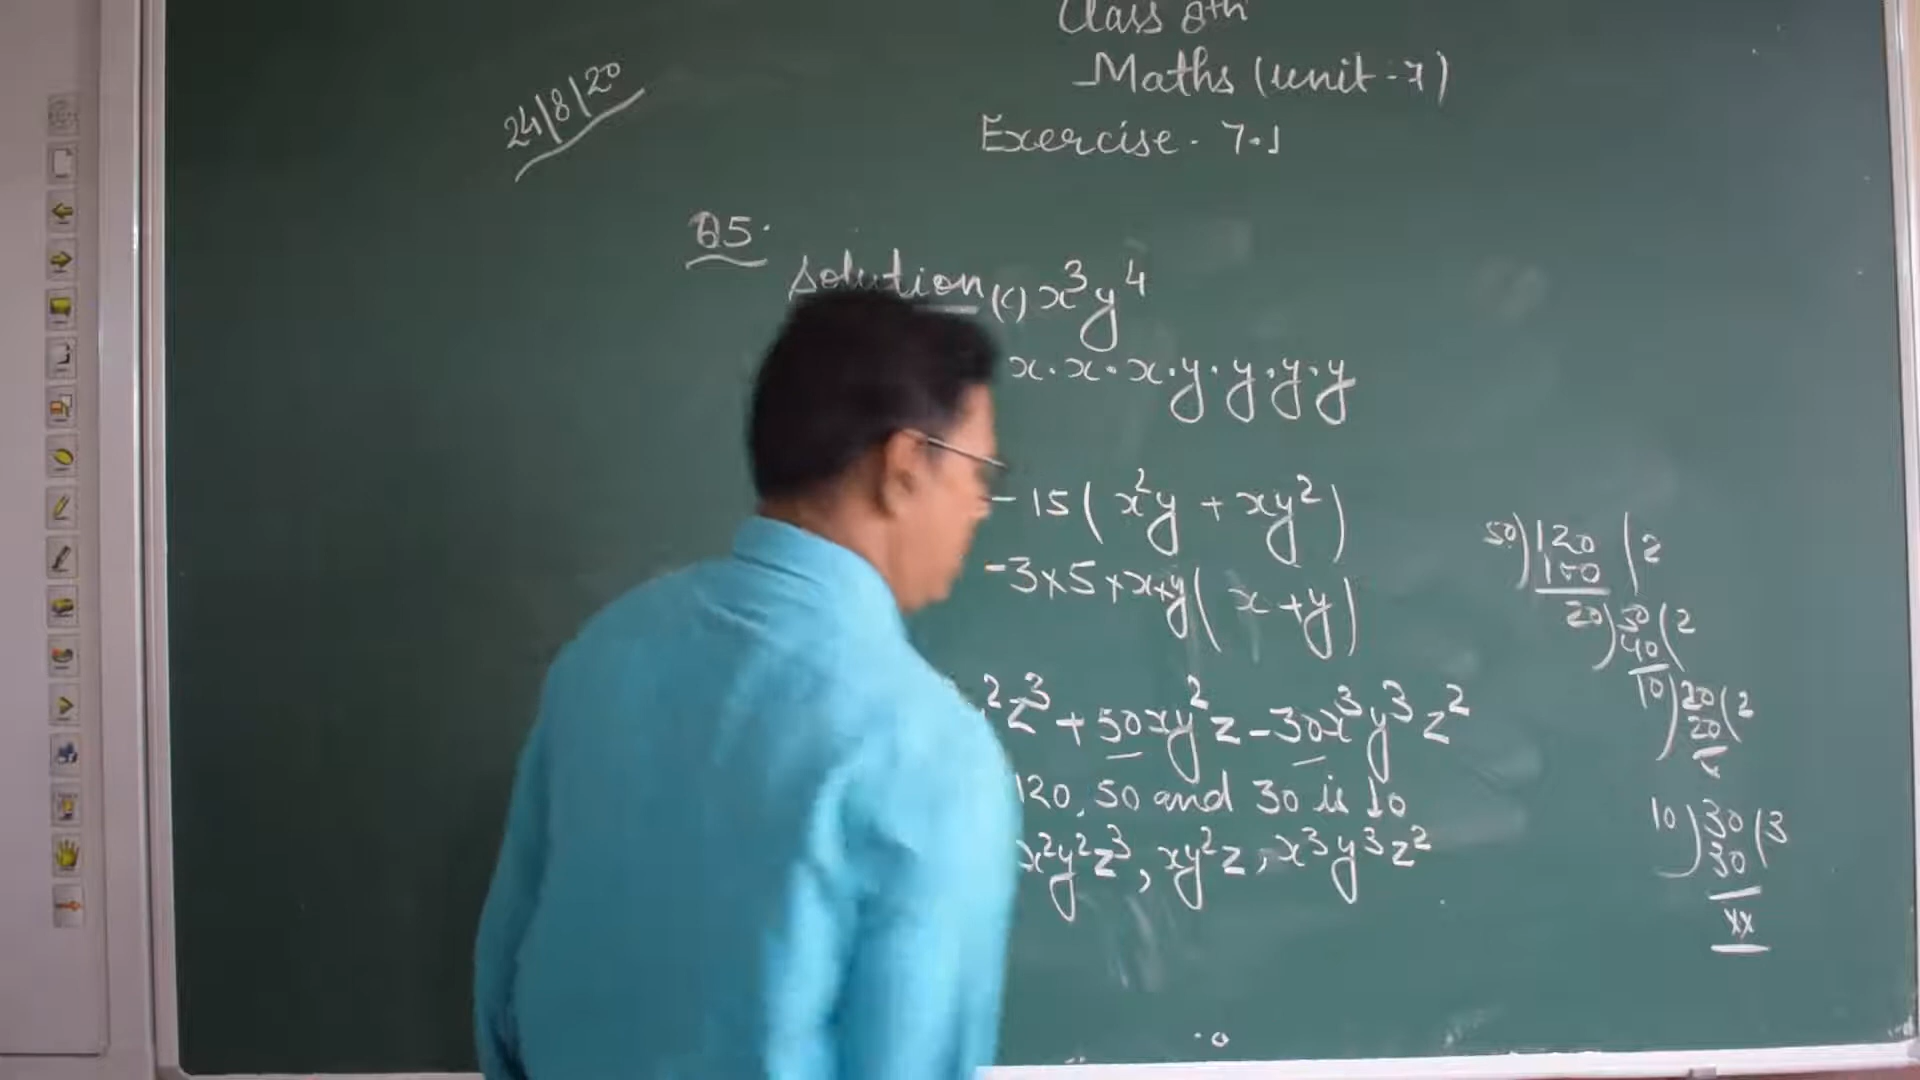 Class 8th
Maths (unit-7)
24/8/20
Exercise - 7.1
Q5.
Solution (c) x³y⁴
x·x·x·y·y·y·y
-15(x²y + xy²)
-3×5×x×y(x+y)
²z³ + 50xy²z - 30x³y³z²
120, 50 and 30 is 10
x²y²z³, xy²z, x³y³z²
50)120(2
100
20)50(2
40
10)20(2
20
x
10)30(3
30
xx